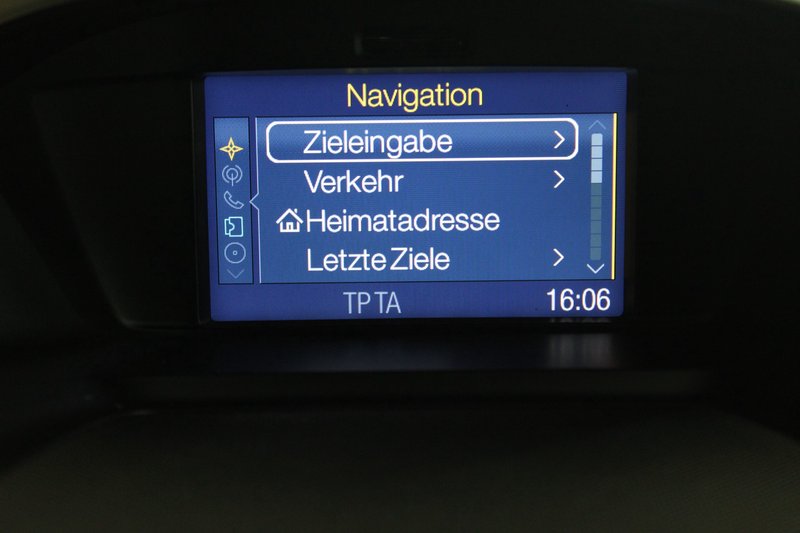 Navigation
Zieleingabe
Verkehr
Heimatadresse
Letzte Ziele
TP TA 16:06